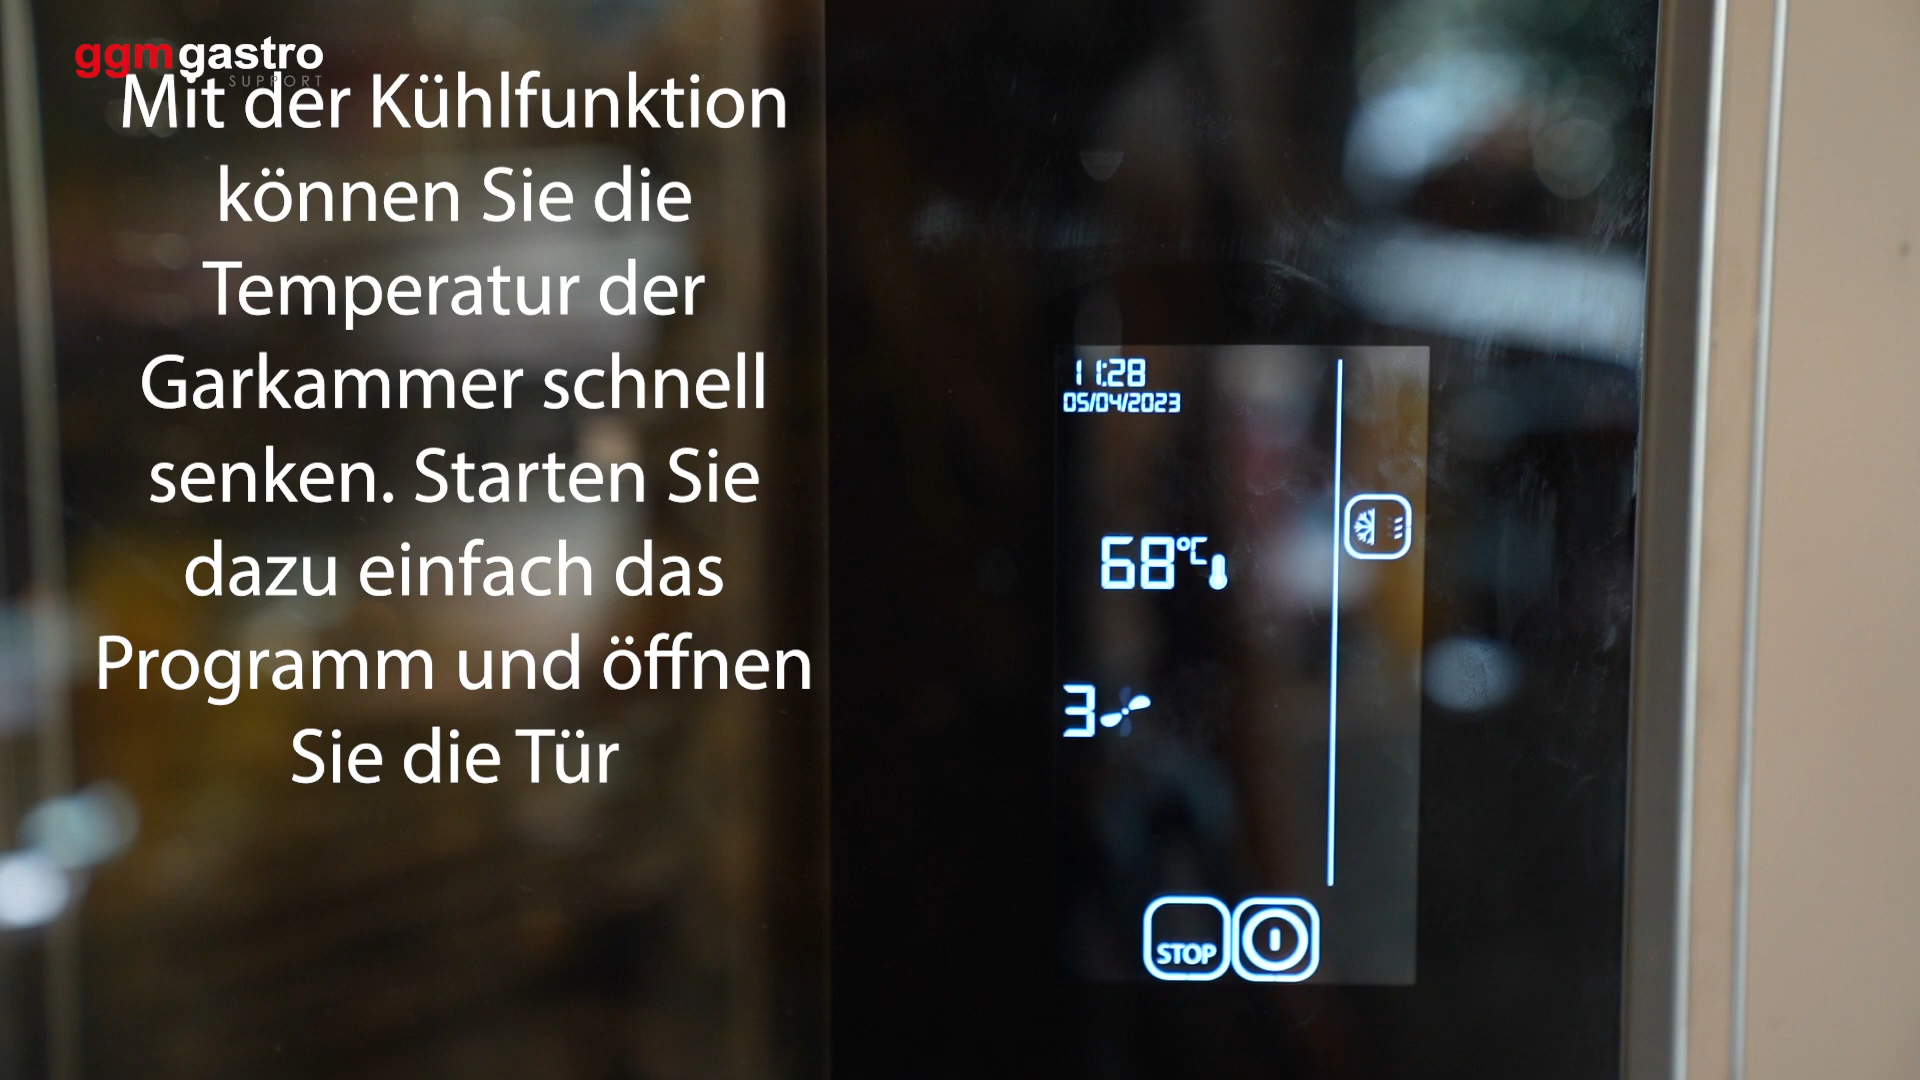 ggmgastro
SUPPORT
Mit der Kühlfunktion
können Sie die
Temperatur der
Garkammer schnell
senken. Starten Sie
dazu einfach das
Programm und öffnen
Sie die Tür
11:28
05/04/2023
68°C
3
STOP